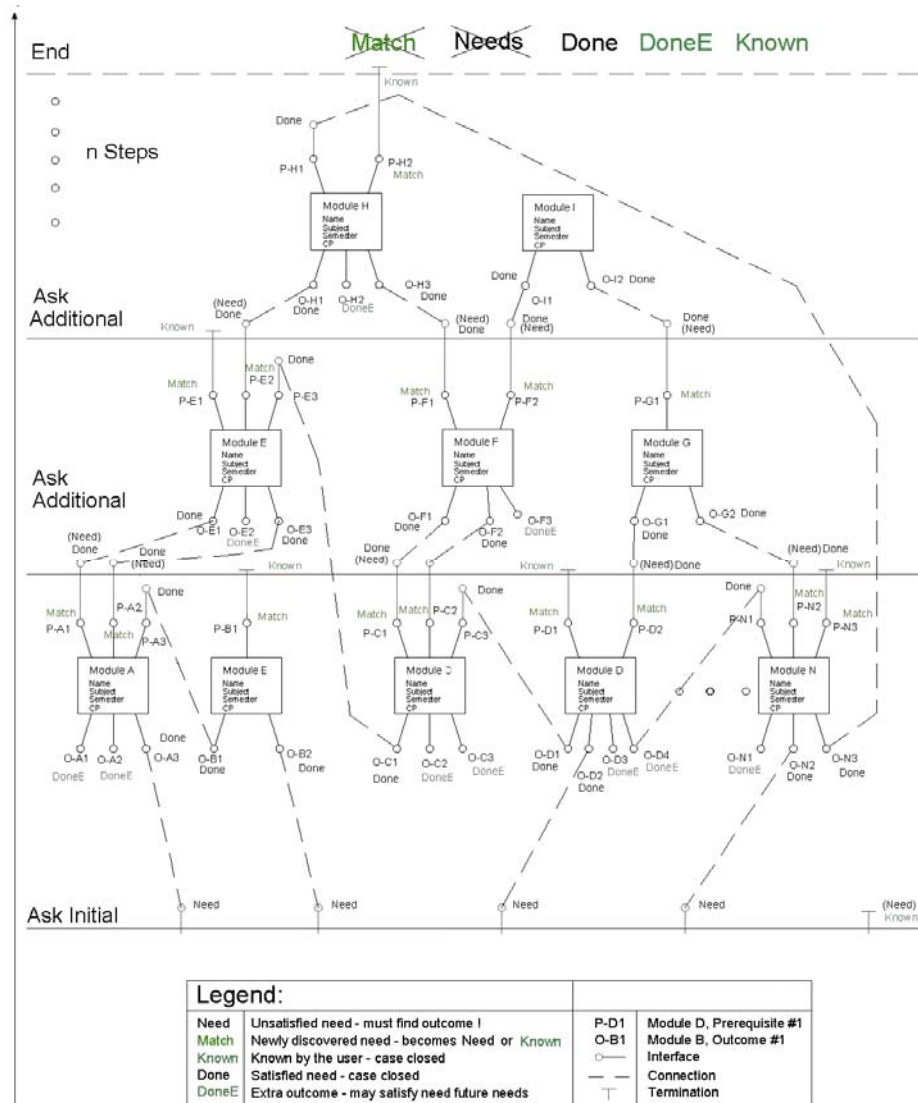 End
Match Needs Done DoneE Known
Known
Done
n Steps
P-H1 P-H2
Match
Module H
Name
Subject
Semester
CP
Module I
Name
Subject
Semester
CP
Done O-I2 Done
O-H1 O-H2 O-H3
Done DoneE Done
O-I1
Ask
Additional
(Need)
Done
(Need)
Done
Done
(Need)
Done
(Need)
Known
Match P-E2 Done
Match
P-E1 P-E3
Match
P-F1
Match
P-F2
P-G1 Match
Module E
Name
Subject
Semester
CP
Module F
Name
Subject
Semester
CP
Module G
Name
Subject
Semester
CP
Ask
Additional
Done O-E1 O-E2 O-E3
DoneE Done
O-F1 O-F2 O-F3
Done Done DoneE
O-G1 O-G2 Done
Done
(Need)
Done
Done
(Need)
Done
(Need)
(Need)Done
(Need)Done
Known
Known
Known
Match P-A2 Done
P-A1 Match P-A3
Match
P-B1
Match Match P-C2 Done
P-C1 P-C3
Match Match
P-D1 P-D2
Done Match
P-N2
P-N1 Match
P-N3
Module A
Name
Subject
Semester
CP
Module E
Name
Subject
Semester
CP
Module C
Name
Subject
Semester
CP
Module D
Name
Subject
Semester
CP
Module N
Name
Subject
Semester
CP
O-A1 O-A2 O-A3 Done
DoneE DoneE
O-B1 O-B2
Done Done
O-C1 O-C2 O-C3
Done DoneE DoneE
O-D1 O-D2 O-D3 O-D4
Done Done DoneE DoneE
O-N1 O-N2 O-N3
DoneE Done Done
Ask Initial
Need Need Need Need (Need)
Known
Legend:
Need Unsatisfied need - must find outcome !
Match Newly discovered need - becomes Need or Known
Known Known by the user - case closed
Done Satisfied need - case closed
DoneE Extra outcome - may satisfy need future needs
P-D1 Module D, Prerequisite #1
O-B1 Module B, Outcome #1
Interface
Connection
Termination